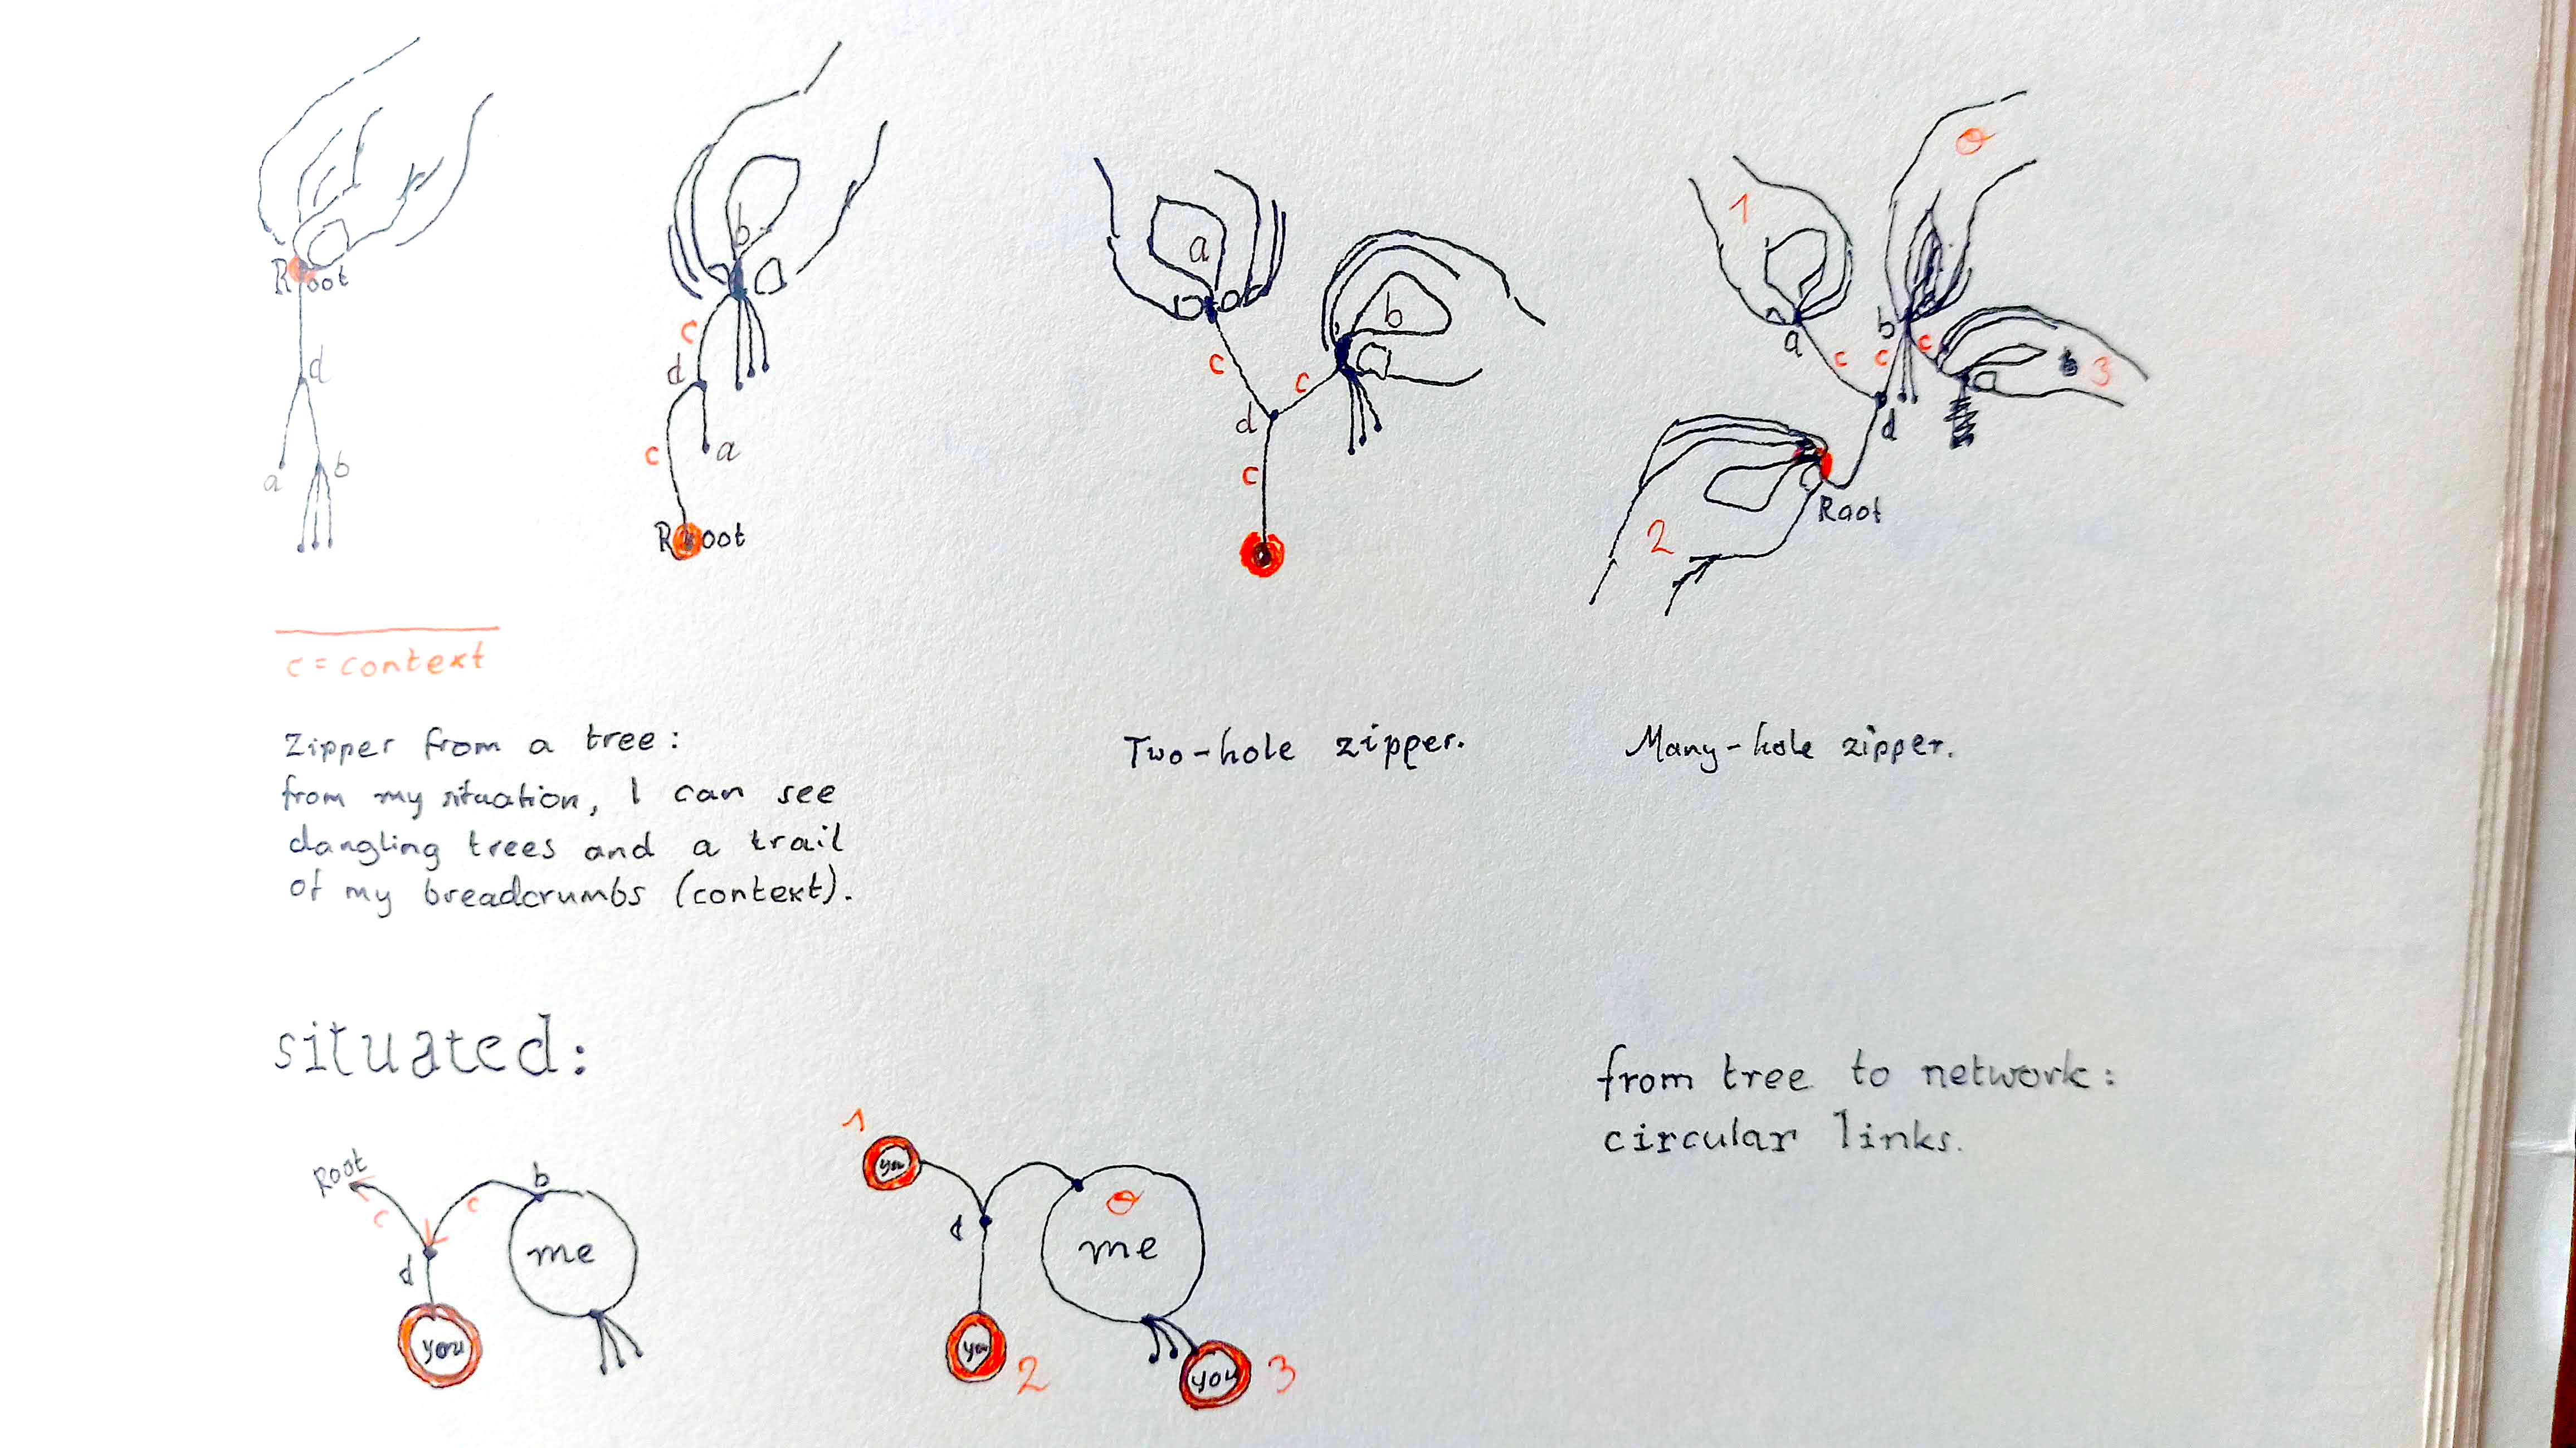 Root
d
a
b
b
c
d
c
a
Root
a
b
c
c
d
c
1
0
a
b
c
c
c
3
d
2
Root
c = context
Zipper from a tree:
from my situation, I can see
dangling trees and a trail
of my breadcrumbs (context).
Two-hole zipper.
Many-hole zipper.
situated:
from tree to network:
circular links.
Root
c
c
b
d
me
you
1
you
d
0
me
you
2
you
3